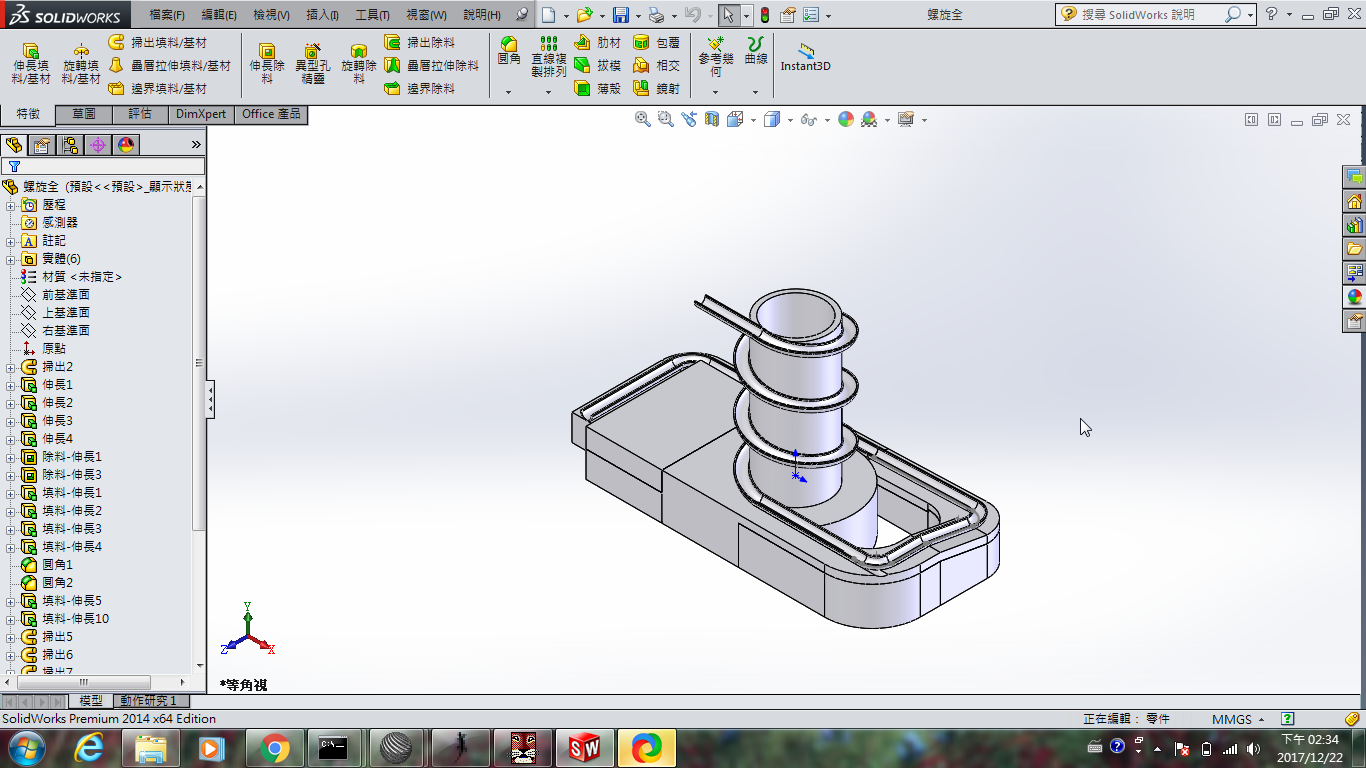 SOLIDWORKS 檔案(F) 編輯(E) 檢視(V) 插入(I) 工具(T) 視窗(W) 說明(H) 螺旋全 搜尋 SolidWorks 說明
伸長填料/基材
旋轉填料/基材
掃出填料/基材
疊層拉伸填料/基材
邊界填料/基材
伸長除料
異型孔精靈
旋轉除料
掃出除料
疊層拉伸除料
邊界除料
圓角
直線複製排列
肋材
拔模
薄殼
包覆
相交
鏡射
參考幾何
曲線
Instant3D
特徵 草圖 評估 DimXpert Office 產品
螺旋全 (預設<<預設>_顯示狀態
歷程
感測器
註記
實體(6)
材質 <未指定>
前基準面
上基準面
右基準面
原點
掃出2
伸長1
伸長2
伸長3
伸長4
除料-伸長1
除料-伸長3
填料-伸長1
填料-伸長2
填料-伸長3
填料-伸長4
圓角1
圓角2
填料-伸長5
填料-伸長10
掃出5
掃出6
掃出7
Y
Z X
*等角視
模型 動作研究 1
SolidWorks Premium 2014 x64 Edition 正在編輯： 零件 MMGS
下午 02:34
2017/12/22